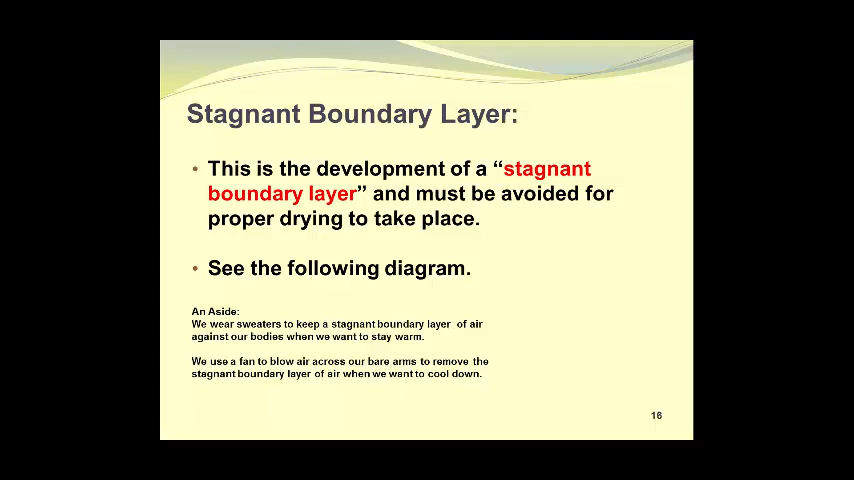 Stagnant Boundary Layer:
• This is the development of a “stagnant
boundary layer” and must be avoided for
proper drying to take place.
• See the following diagram.
An Aside:
We wear sweaters to keep a stagnant boundary layer of air
against our bodies when we want to stay warm.
We use a fan to blow air across our bare arms to remove the
stagnant boundary layer of air when we want to cool down.
16